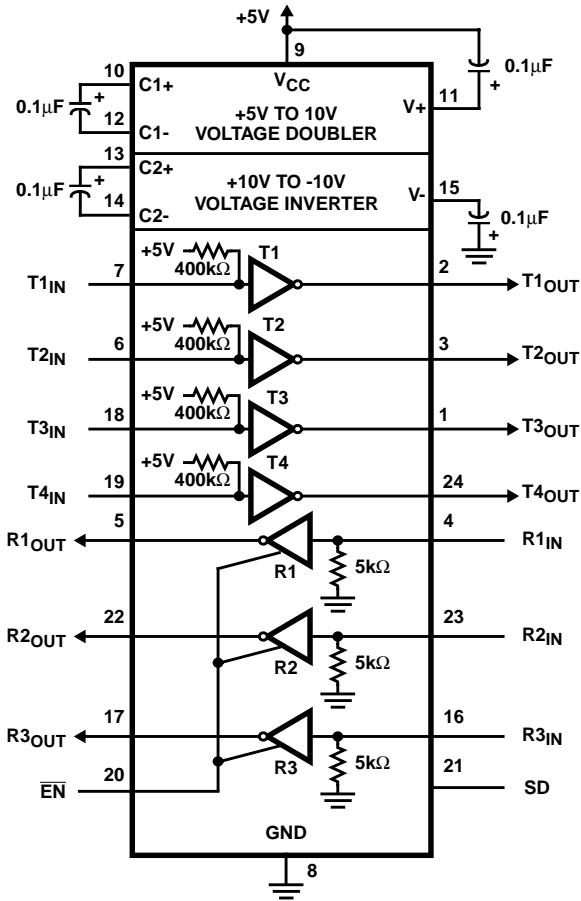 +5V
9
10
C1+
VCC
0.1µF
+
+
0.1µF
12
C1-
+5V TO 10V
VOLTAGE DOUBLER
V+
11
13
C2+
0.1µF
+
14
C2-
+10V TO -10V
VOLTAGE INVERTER
V-
15
0.1µF
+
+5V
400kΩ
T1
T1IN
7
2
T1OUT
+5V
400kΩ
T2
T2IN
6
3
T2OUT
+5V
400kΩ
T3
T3IN
18
1
T3OUT
+5V
400kΩ
T4
T4IN
19
24
T4OUT
R1OUT
5
4
R1IN
R1
5kΩ
R2OUT
22
23
R2IN
R2
5kΩ
R3OUT
17
16
R3IN
R3
5kΩ
EN
20
21
SD
GND
8